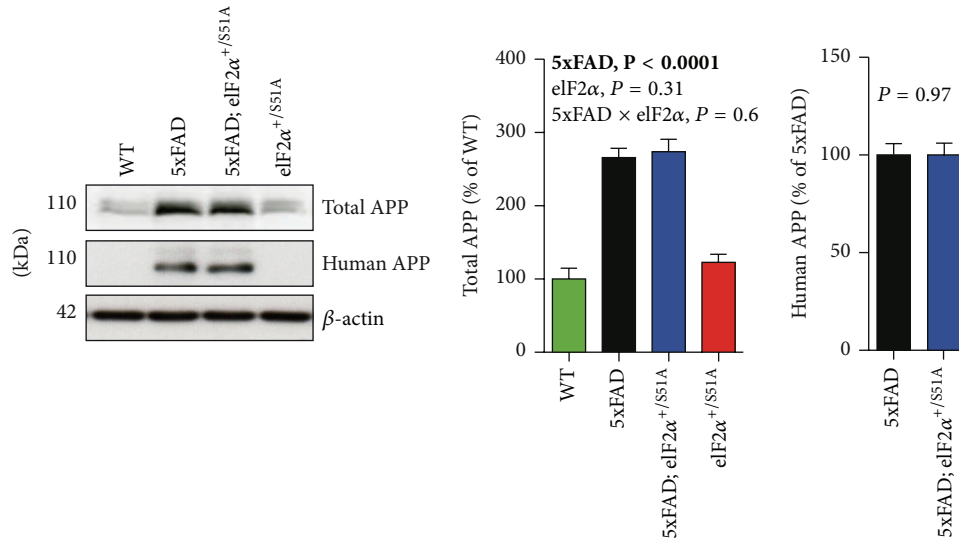 WT
5xFAD
5xFAD; eIF2α+/S51A
eIF2α+/S51A
(kDa)
110
Total APP
110
Human APP
42
β-actin
Total APP (% of WT)
400
300
200
100
0
5xFAD, P < 0.0001
eIF2α, P = 0.31
5xFAD × eIF2α, P = 0.6
WT
5xFAD
5xFAD; eIF2α+/S51A
eIF2α+/S51A
Human APP (% of 5xFAD)
150
100
50
0
P = 0.97
5xFAD
5xFAD; eIF2α+/S51A